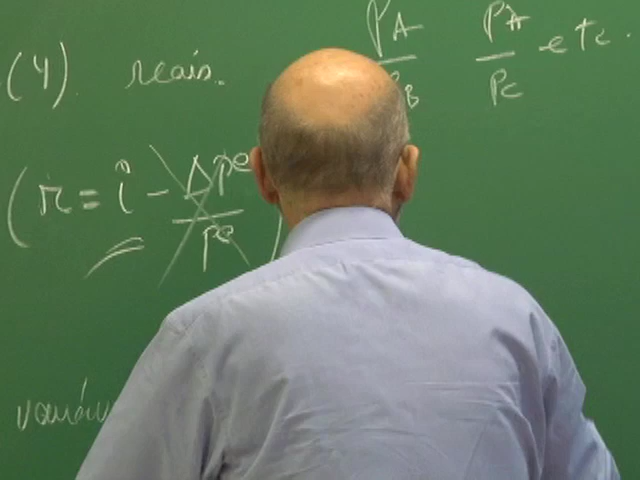 (4) reais. PA/PB PA/PC etc.
(r = i - Δpe/pe)